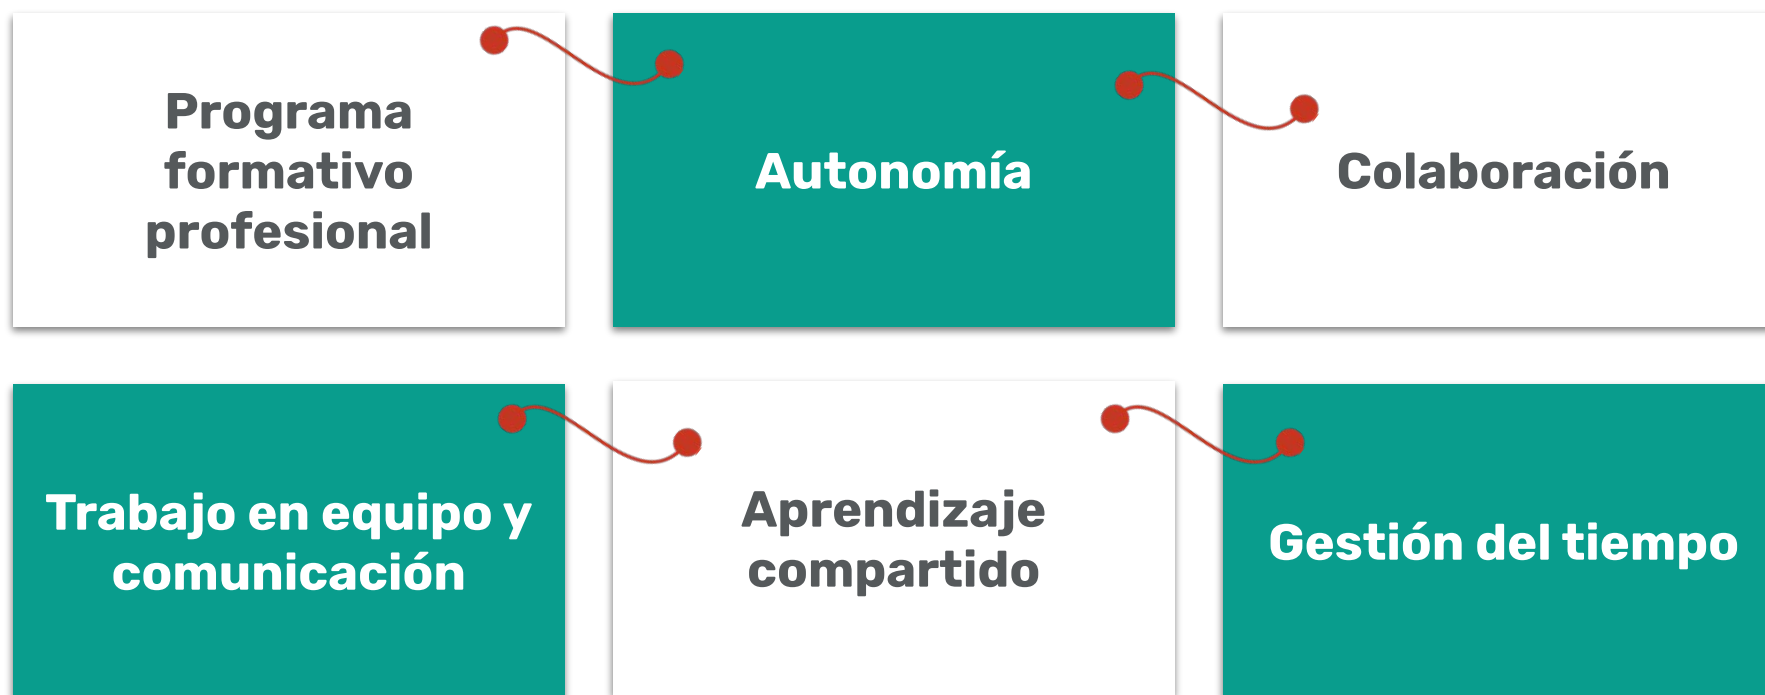 Programa
formativo
profesional
Autonomía
Colaboración
Trabajo en equipo y
comunicación
Aprendizaje
compartido
Gestión del tiempo